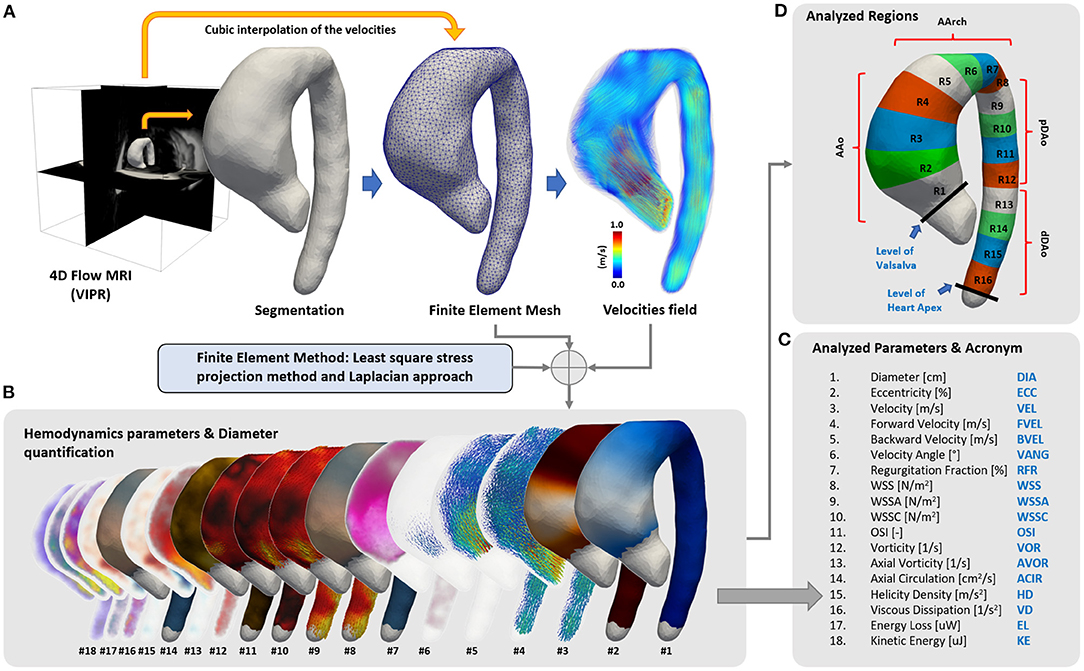 A
Cubic interpolation of the velocities
4D Flow MRI
(VIPR)
Segmentation
Finite Element Mesh
1.0
(m/s)
0.0
Velocities field
Finite Element Method: Least square stress
projection method and Laplacian approach
B
Hemodynamics parameters & Diameter
quantification
#18 #17 #16 #15 #14 #13 #12 #11 #10 #9 #8 #7 #6 #5 #4 #3 #2 #1
D
Analyzed Regions
AArch
AAo
pDAo
dDAo
R1
R2
R3
R4
R5
R6
R7
R8
R9
R10
R11
R12
R13
R14
R15
R16
Level of
Valsalva
Level of
Heart Apex
C
Analyzed Parameters & Acronym
1. Diameter [cm] DIA
2. Eccentricity [%] ECC
3. Velocity [m/s] VEL
4. Forward Velocity [m/s] FVEL
5. Backward Velocity [m/s] BVEL
6. Velocity Angle [°] VANG
7. Regurgitation Fraction [%] RFR
8. WSS [N/m²] WSS
9. WSSA [N/m²] WSSA
10. WSSC [N/m²] WSSC
11. OSI [-] OSI
12. Vorticity [1/s] VOR
13. Axial Vorticity [1/s] AVOR
14. Axial Circulation [cm²/s] ACIR
15. Helicity Density [m/s²] HD
16. Viscous Dissipation [1/s²] VD
17. Energy Loss [uW] EL
18. Kinetic Energy [uJ] KE